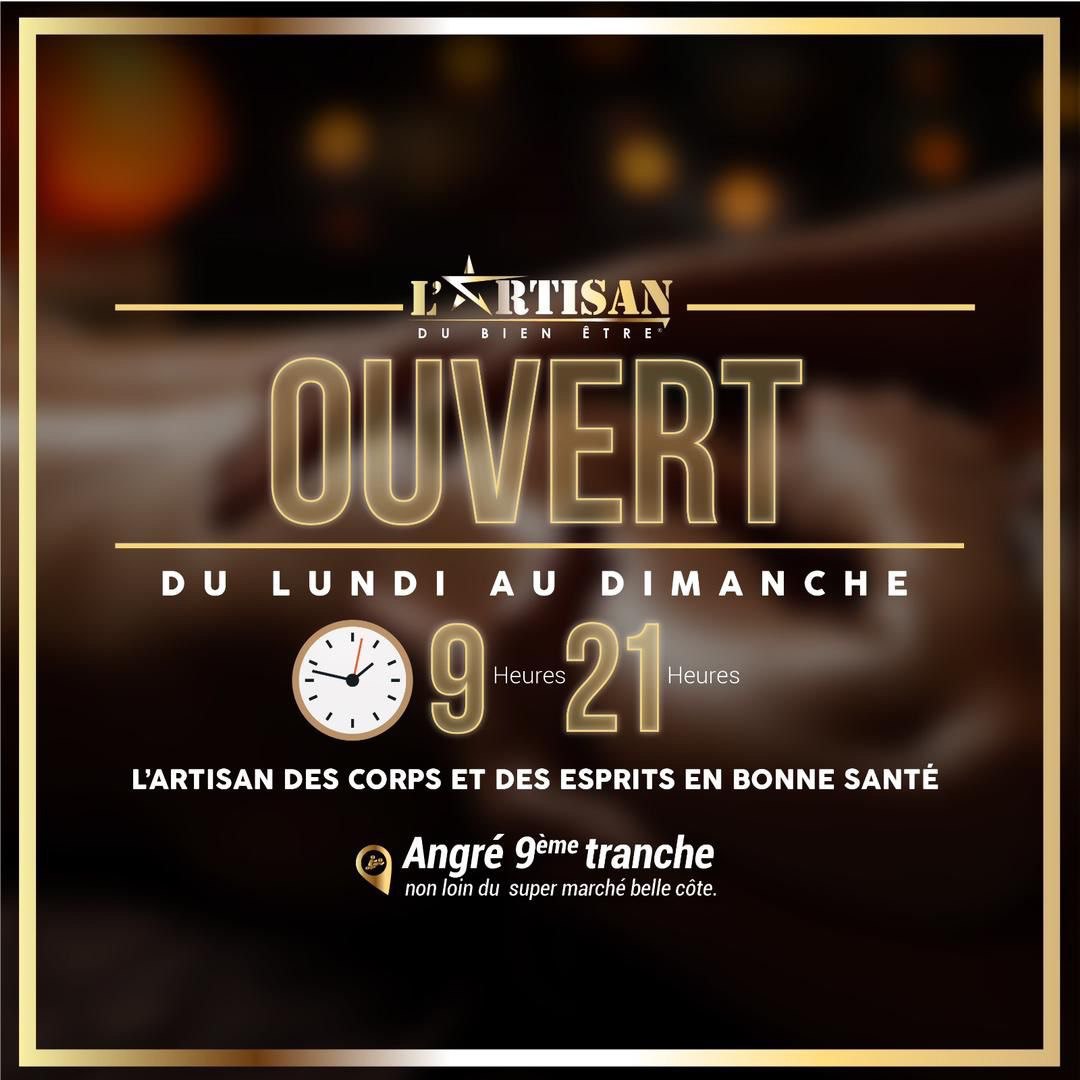 L'ARTISAN
DU BIEN ÊTRE
OUVERT
DU LUNDI AU DIMANCHE
9 Heures 21 Heures
L'ARTISAN DES CORPS ET DES ESPRITS EN BONNE SANTÉ
Angré 9ème tranche
non loin du super marché belle côte.